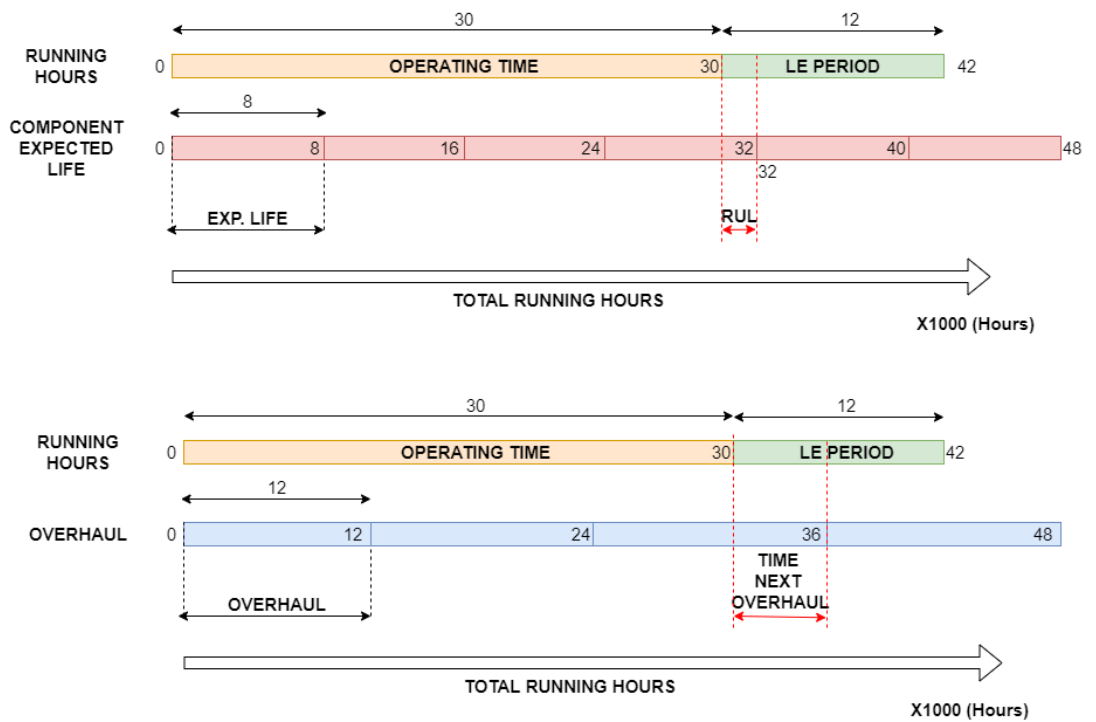 30
12
RUNNING
HOURS
0
OPERATING TIME
30
LE PERIOD
42
8
COMPONENT
EXPECTED
LIFE
0
8
16
24
32
40
48
32
EXP. LIFE
RUL
TOTAL RUNNING HOURS
X1000 (Hours)
30
12
RUNNING
HOURS
0
OPERATING TIME
30
LE PERIOD
42
12
OVERHAUL
0
12
24
36
48
TIME
NEXT
OVERHAUL
OVERHAUL
TOTAL RUNNING HOURS
X1000 (Hours)